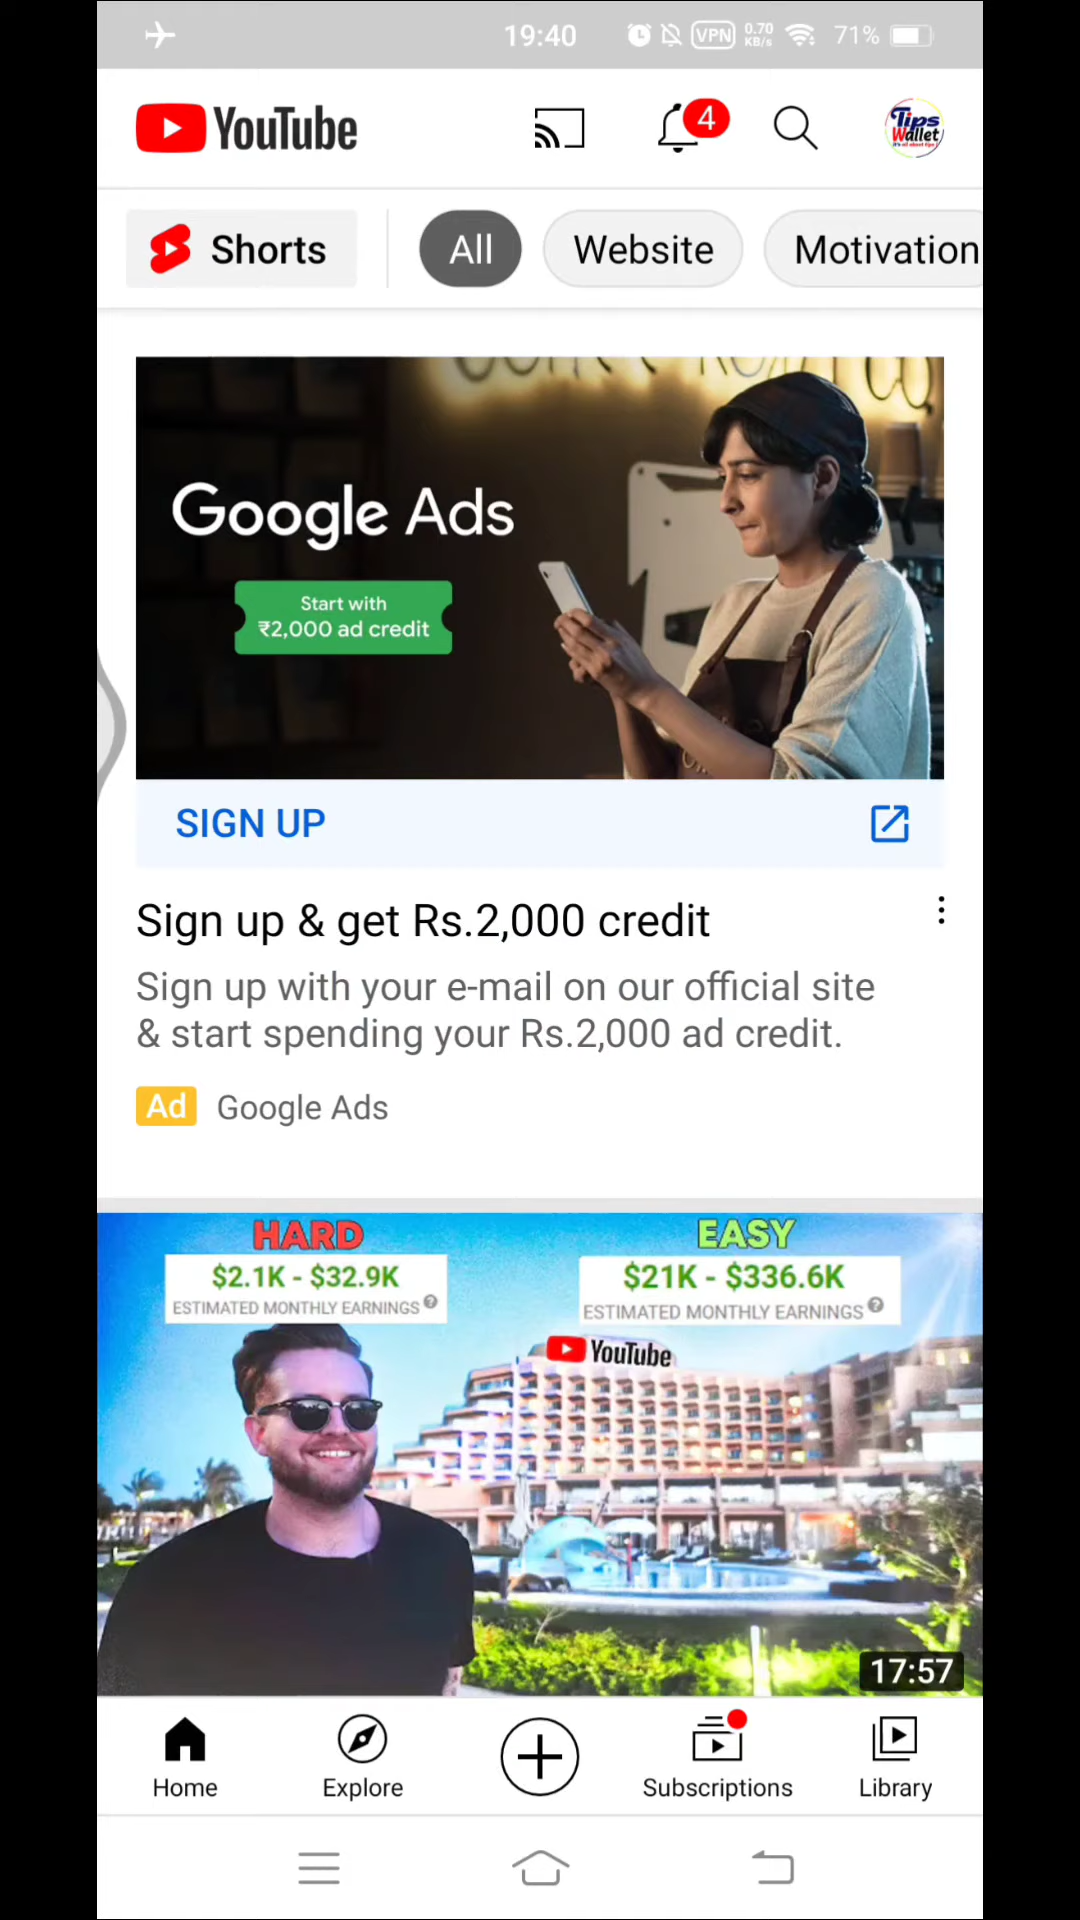 19:40 VPN 0.70 KB/s 71%
YouTube 4 Tips Wallet
Shorts All Website Motivation
Google Ads
Start with
₹2,000 ad credit
SIGN UP
Sign up & get Rs.2,000 credit
Sign up with your e-mail on our official site
& start spending your Rs.2,000 ad credit.
Ad Google Ads
HARD EASY
$2.1K - $32.9K $21K - $336.6K
ESTIMATED MONTHLY EARNINGS ? ESTIMATED MONTHLY EARNINGS ?
YouTube
17:57
Home Explore Subscriptions Library